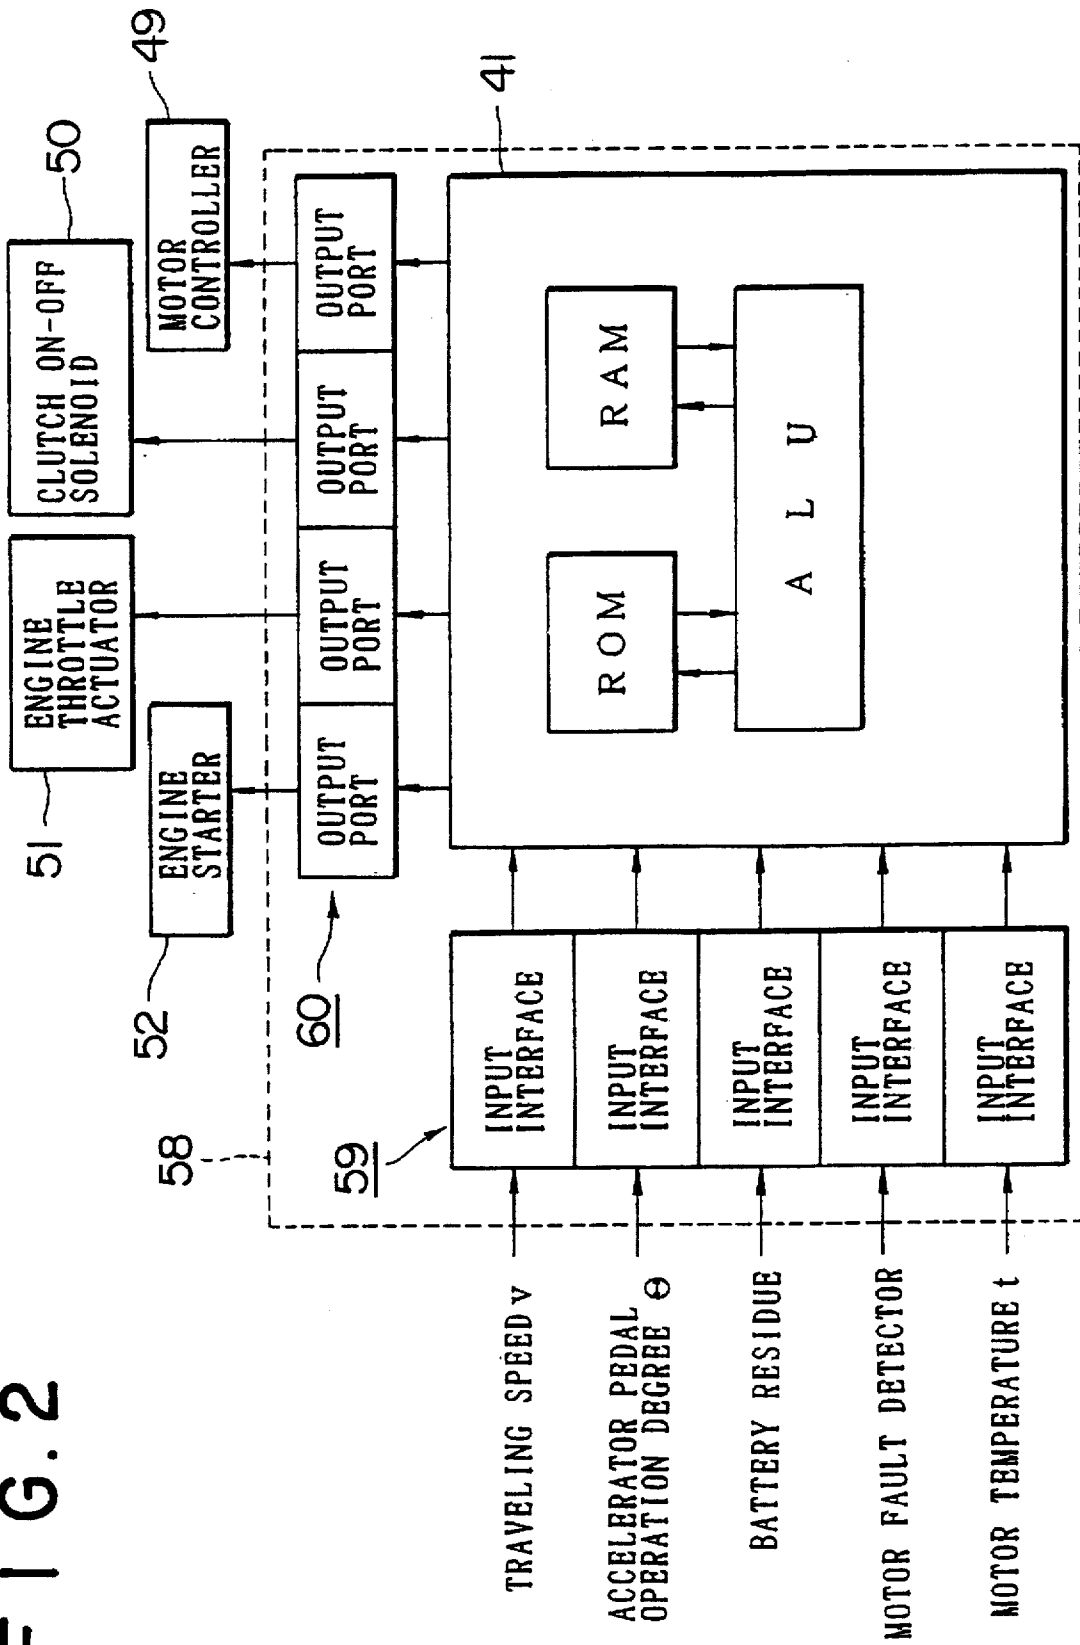 FIG. 2
51
ENGINE
THROTTLE
ACTUATOR
CLUTCH ON-OFF
SOLENOID
50
52
ENGINE
STARTER
MOTOR
CONTROLLER
49
58
60
OUTPUT
PORT
OUTPUT
PORT
OUTPUT
PORT
OUTPUT
PORT
59
41
TRAVELING SPEED v
INPUT
INTERFACE
ACCELERATOR PEDAL
OPERATION DEGREE Θ
INPUT
INTERFACE
BATTERY RESIDUE
INPUT
INTERFACE
MOTOR FAULT DETECTOR
INPUT
INTERFACE
MOTOR TEMPERATURE t
INPUT
INTERFACE
ROM
RAM
ALU